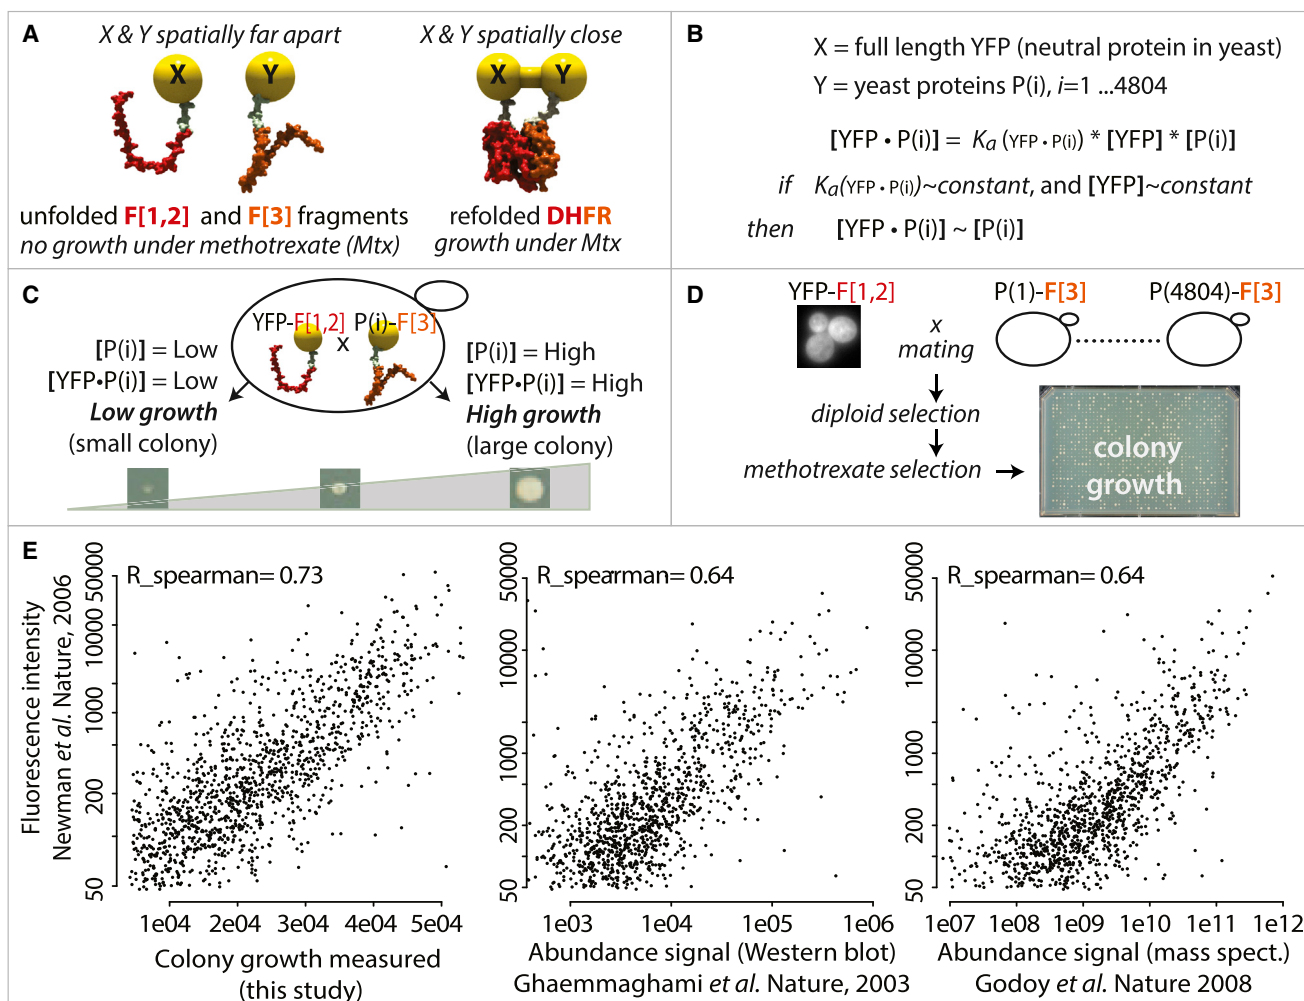 A
X & Y spatially far apart
X & Y spatially close
X
Y
X
Y
unfolded F[1,2] and F[3] fragments
no growth under methotrexate (Mtx)
refolded DHFR
growth under Mtx
B
X = full length YFP (neutral protein in yeast)
Y = yeast proteins P(i), i=1 ...4804
[YFP • P(i)] = Ka (YFP • P(i)) * [YFP] * [P(i)]
if Ka(YFP • P(i))~constant, and [YFP]~constant
then [YFP • P(i)] ~ [P(i)]
C
YFP-F[1,2] P(i)-F[3]
x
[P(i)] = Low
[YFP•P(i)] = Low
Low growth
(small colony)
[P(i)] = High
[YFP•P(i)] = High
High growth
(large colony)
D
YFP-F[1,2]
P(1)-F[3]
P(4804)-F[3]
x
mating
diploid selection
methotrexate selection
colony
growth
E
Fluorescence intensity
Newman et al. Nature, 2006
R_spearman= 0.73
50000
10000
1000
200
50
1e04 2e04 3e04 4e04 5e04
Colony growth measured
(this study)
R_spearman= 0.64
50000
10000
1000
200
50
1e03 1e04 1e05 1e06
Abundance signal (Western blot)
Ghaemmaghami et al. Nature, 2003
R_spearman= 0.64
50000
10000
1000
200
50
1e07 1e08 1e09 1e10 1e11 1e12
Abundance signal (mass spect.)
Godoy et al. Nature 2008